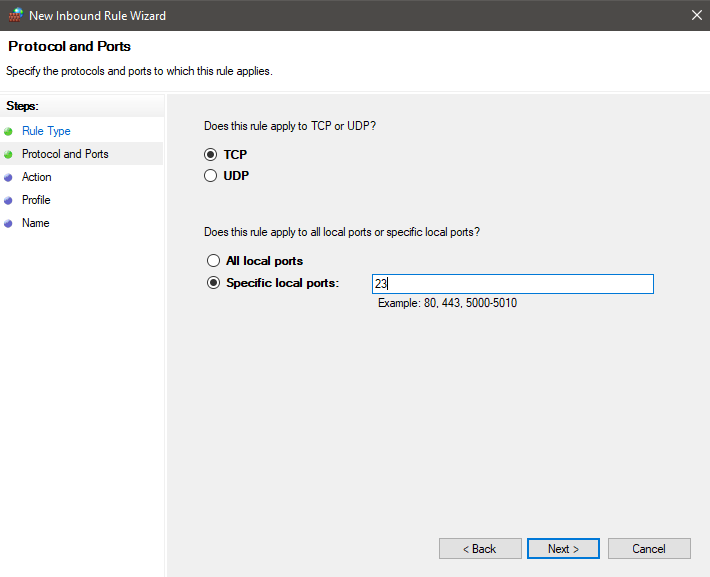 New Inbound Rule Wizard
Protocol and Ports
Specify the protocols and ports to which this rule applies.
Steps:
Rule Type
Protocol and Ports
Action
Profile
Name
Does this rule apply to TCP or UDP?
TCP
UDP
Does this rule apply to all local ports or specific local ports?
All local ports
Specific local ports: 23
Example: 80, 443, 5000-5010
< Back Next > Cancel